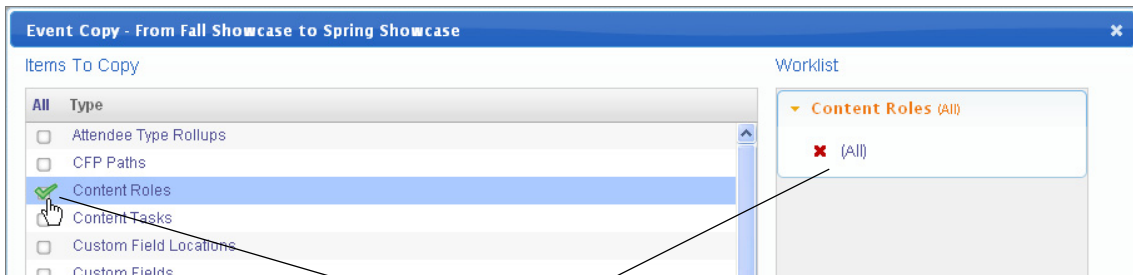 Event Copy - From Fall Showcase to Spring Showcase
Items To Copy
Worklist
All Type
Attendee Type Rollups
CFP Paths
Content Roles
Content Tasks
Custom Field Locations
Custom Fields
Content Roles (All)
(All)